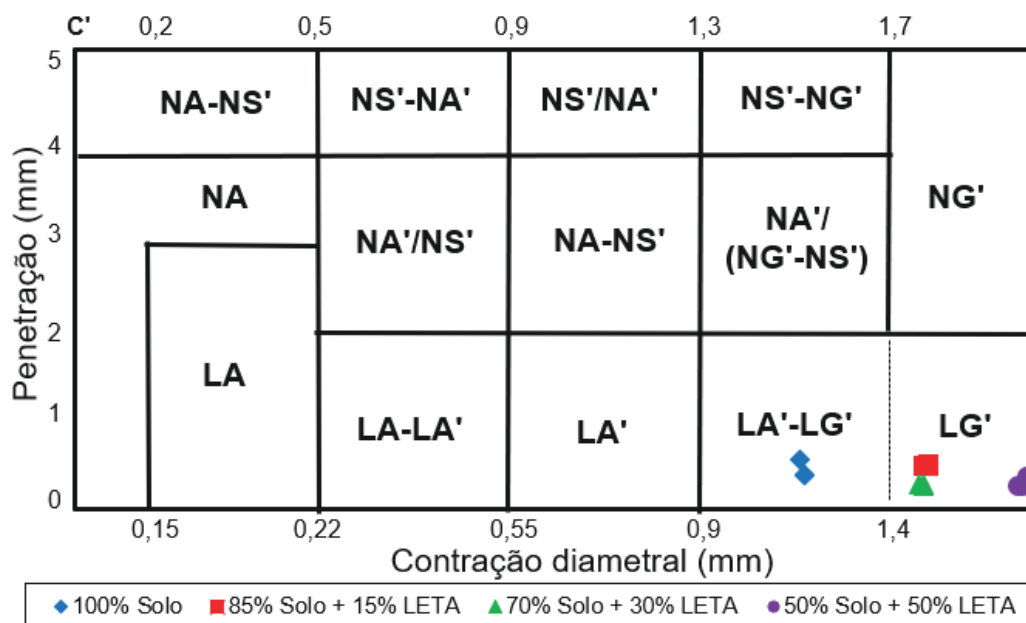 C' 0,2 0,5 0,9 1,3 1,7
5
NA-NS' NS'-NA' NS'/NA' NS'-NG'
4
NA NG'
NA'/
3
NA'/NS' NA-NS' (NG'-NS')
2
LA
1
LA-LA' LA' LA'-LG' LG'
0
0,15 0,22 0,55 0,9 1,4
Penetração (mm)
Contração diametral (mm)
100% Solo 85% Solo + 15% LETA 70% Solo + 30% LETA 50% Solo + 50% LETA